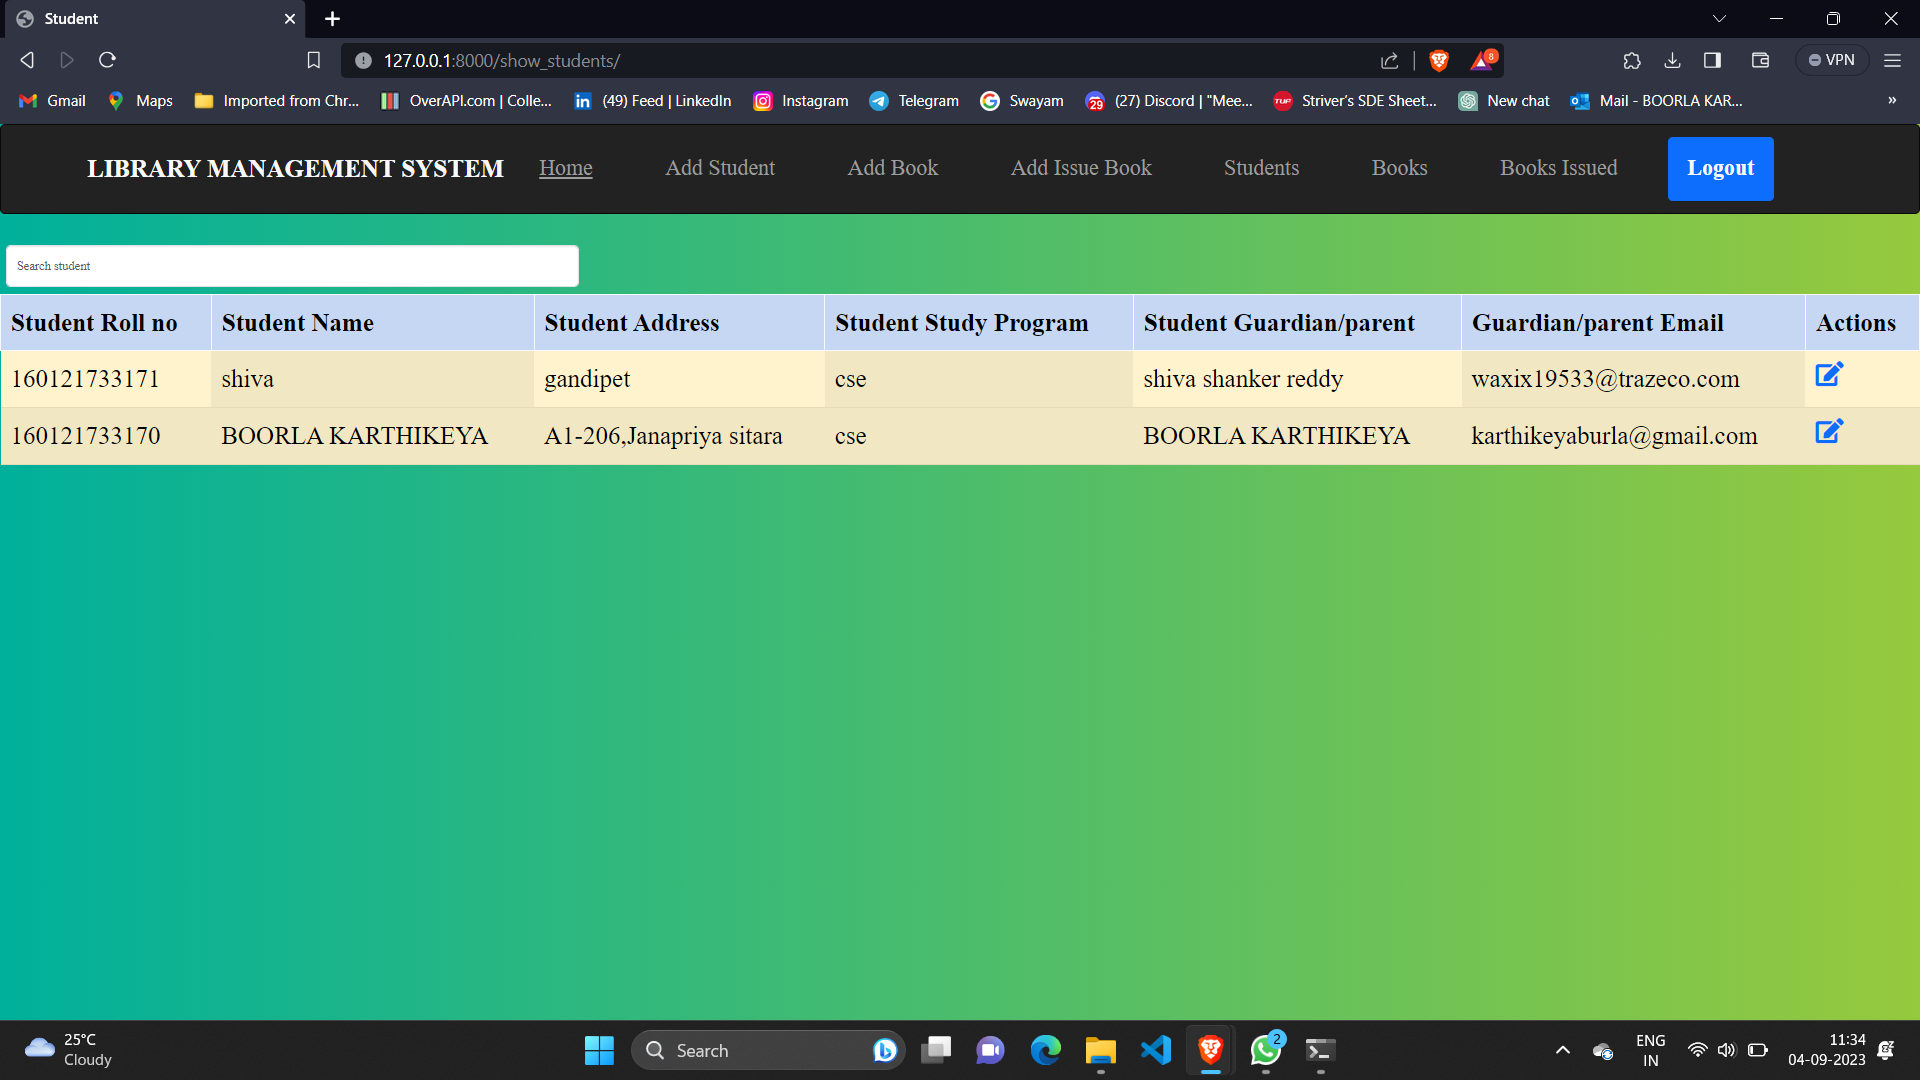 Student
127.0.0.1:8000/show_students/
8
VPN
Gmail
Maps
Imported from Chr...
OverAPI.com | Colle...
in
(49) Feed | LinkedIn
Instagram
Telegram
G
Swayam
29
(27) Discord | "Mee...
TUF
Striver's SDE Sheet...
New chat
Mail - BOORLA KAR...
»
LIBRARY MANAGEMENT SYSTEM
Home
Add Student
Add Book
Add Issue Book
Students
Books
Books Issued
Logout
Search student
Student Roll no Student Name Student Address Student Study Program Student Guardian/parent Guardian/parent Email Actions
160121733171 shiva gandipet cse shiva shanker reddy waxix19533@trazeco.com
160121733170 BOORLA KARTHIKEYA A1-206,Janapriya sitara cse BOORLA KARTHIKEYA karthikeyaburla@gmail.com
25°C
Cloudy
Search
2
ENG
IN
11:34
04-09-2023